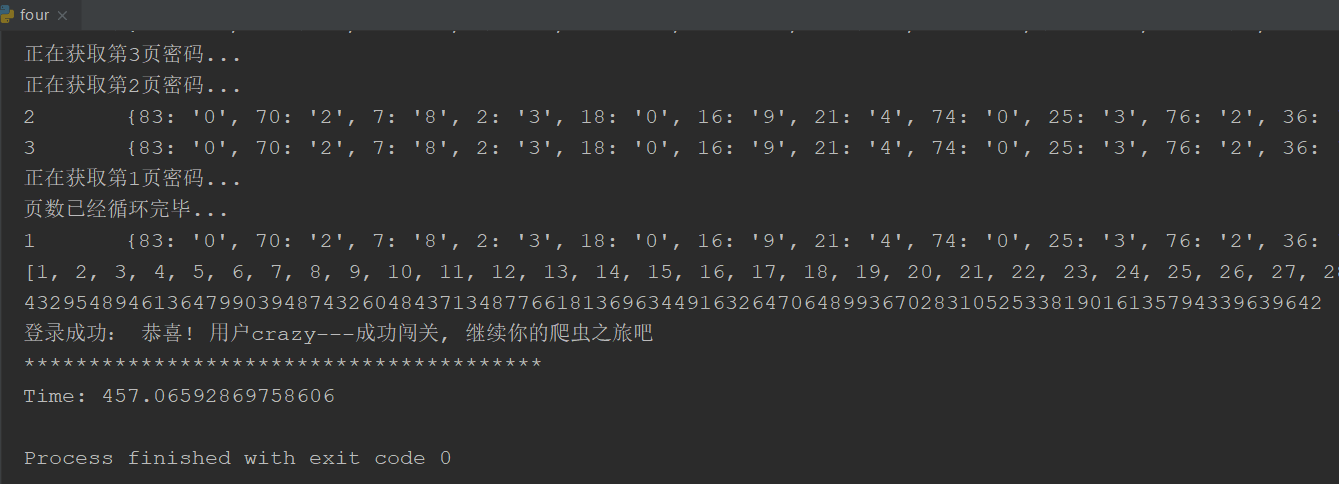 four
正在获取第3页密码...
正在获取第2页密码...
2 {83: '0', 70: '2', 7: '8', 2: '3', 18: '0', 16: '9', 21: '4', 74: '0', 25: '3', 76: '2', 36:
3 {83: '0', 70: '2', 7: '8', 2: '3', 18: '0', 16: '9', 21: '4', 74: '0', 25: '3', 76: '2', 36:
正在获取第1页密码...
页数已经循环完毕...
1 {83: '0', 70: '2', 7: '8', 2: '3', 18: '0', 16: '9', 21: '4', 74: '0', 25: '3', 76: '2', 36:
[1, 2, 3, 4, 5, 6, 7, 8, 9, 10, 11, 12, 13, 14, 15, 16, 17, 18, 19, 20, 21, 22, 23, 24, 25, 26, 27, 28
4329548946136479903948743260484371348776618136963449163264706489936702831052533819016135794339639642
登录成功: 恭喜! 用户crazy---成功闯关, 继续你的爬虫之旅吧
****************************************
Time: 457.06592869758606
Process finished with exit code 0